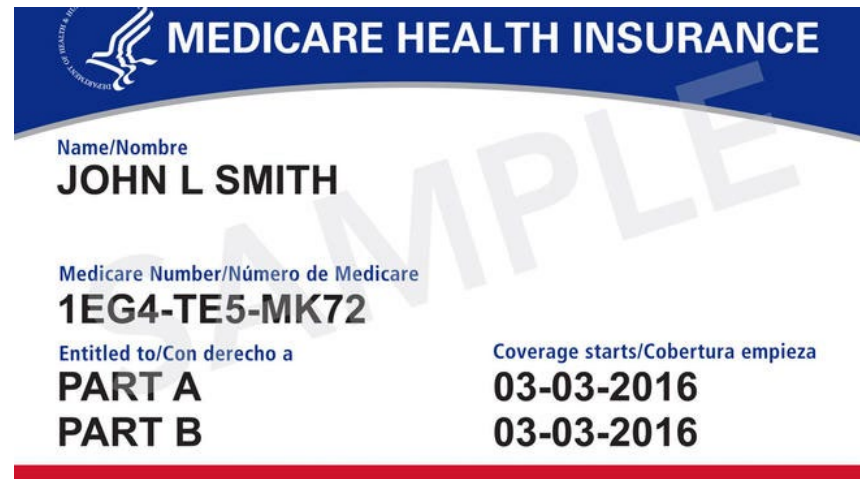 MEDICARE HEALTH INSURANCE
Name/Nombre
JOHN L SMITH
Medicare Number/Número de Medicare
1EG4-TE5-MK72
Entitled to/Con derecho a
Coverage starts/Cobertura empieza
PART A
03-03-2016
PART B
03-03-2016
SAMPLE